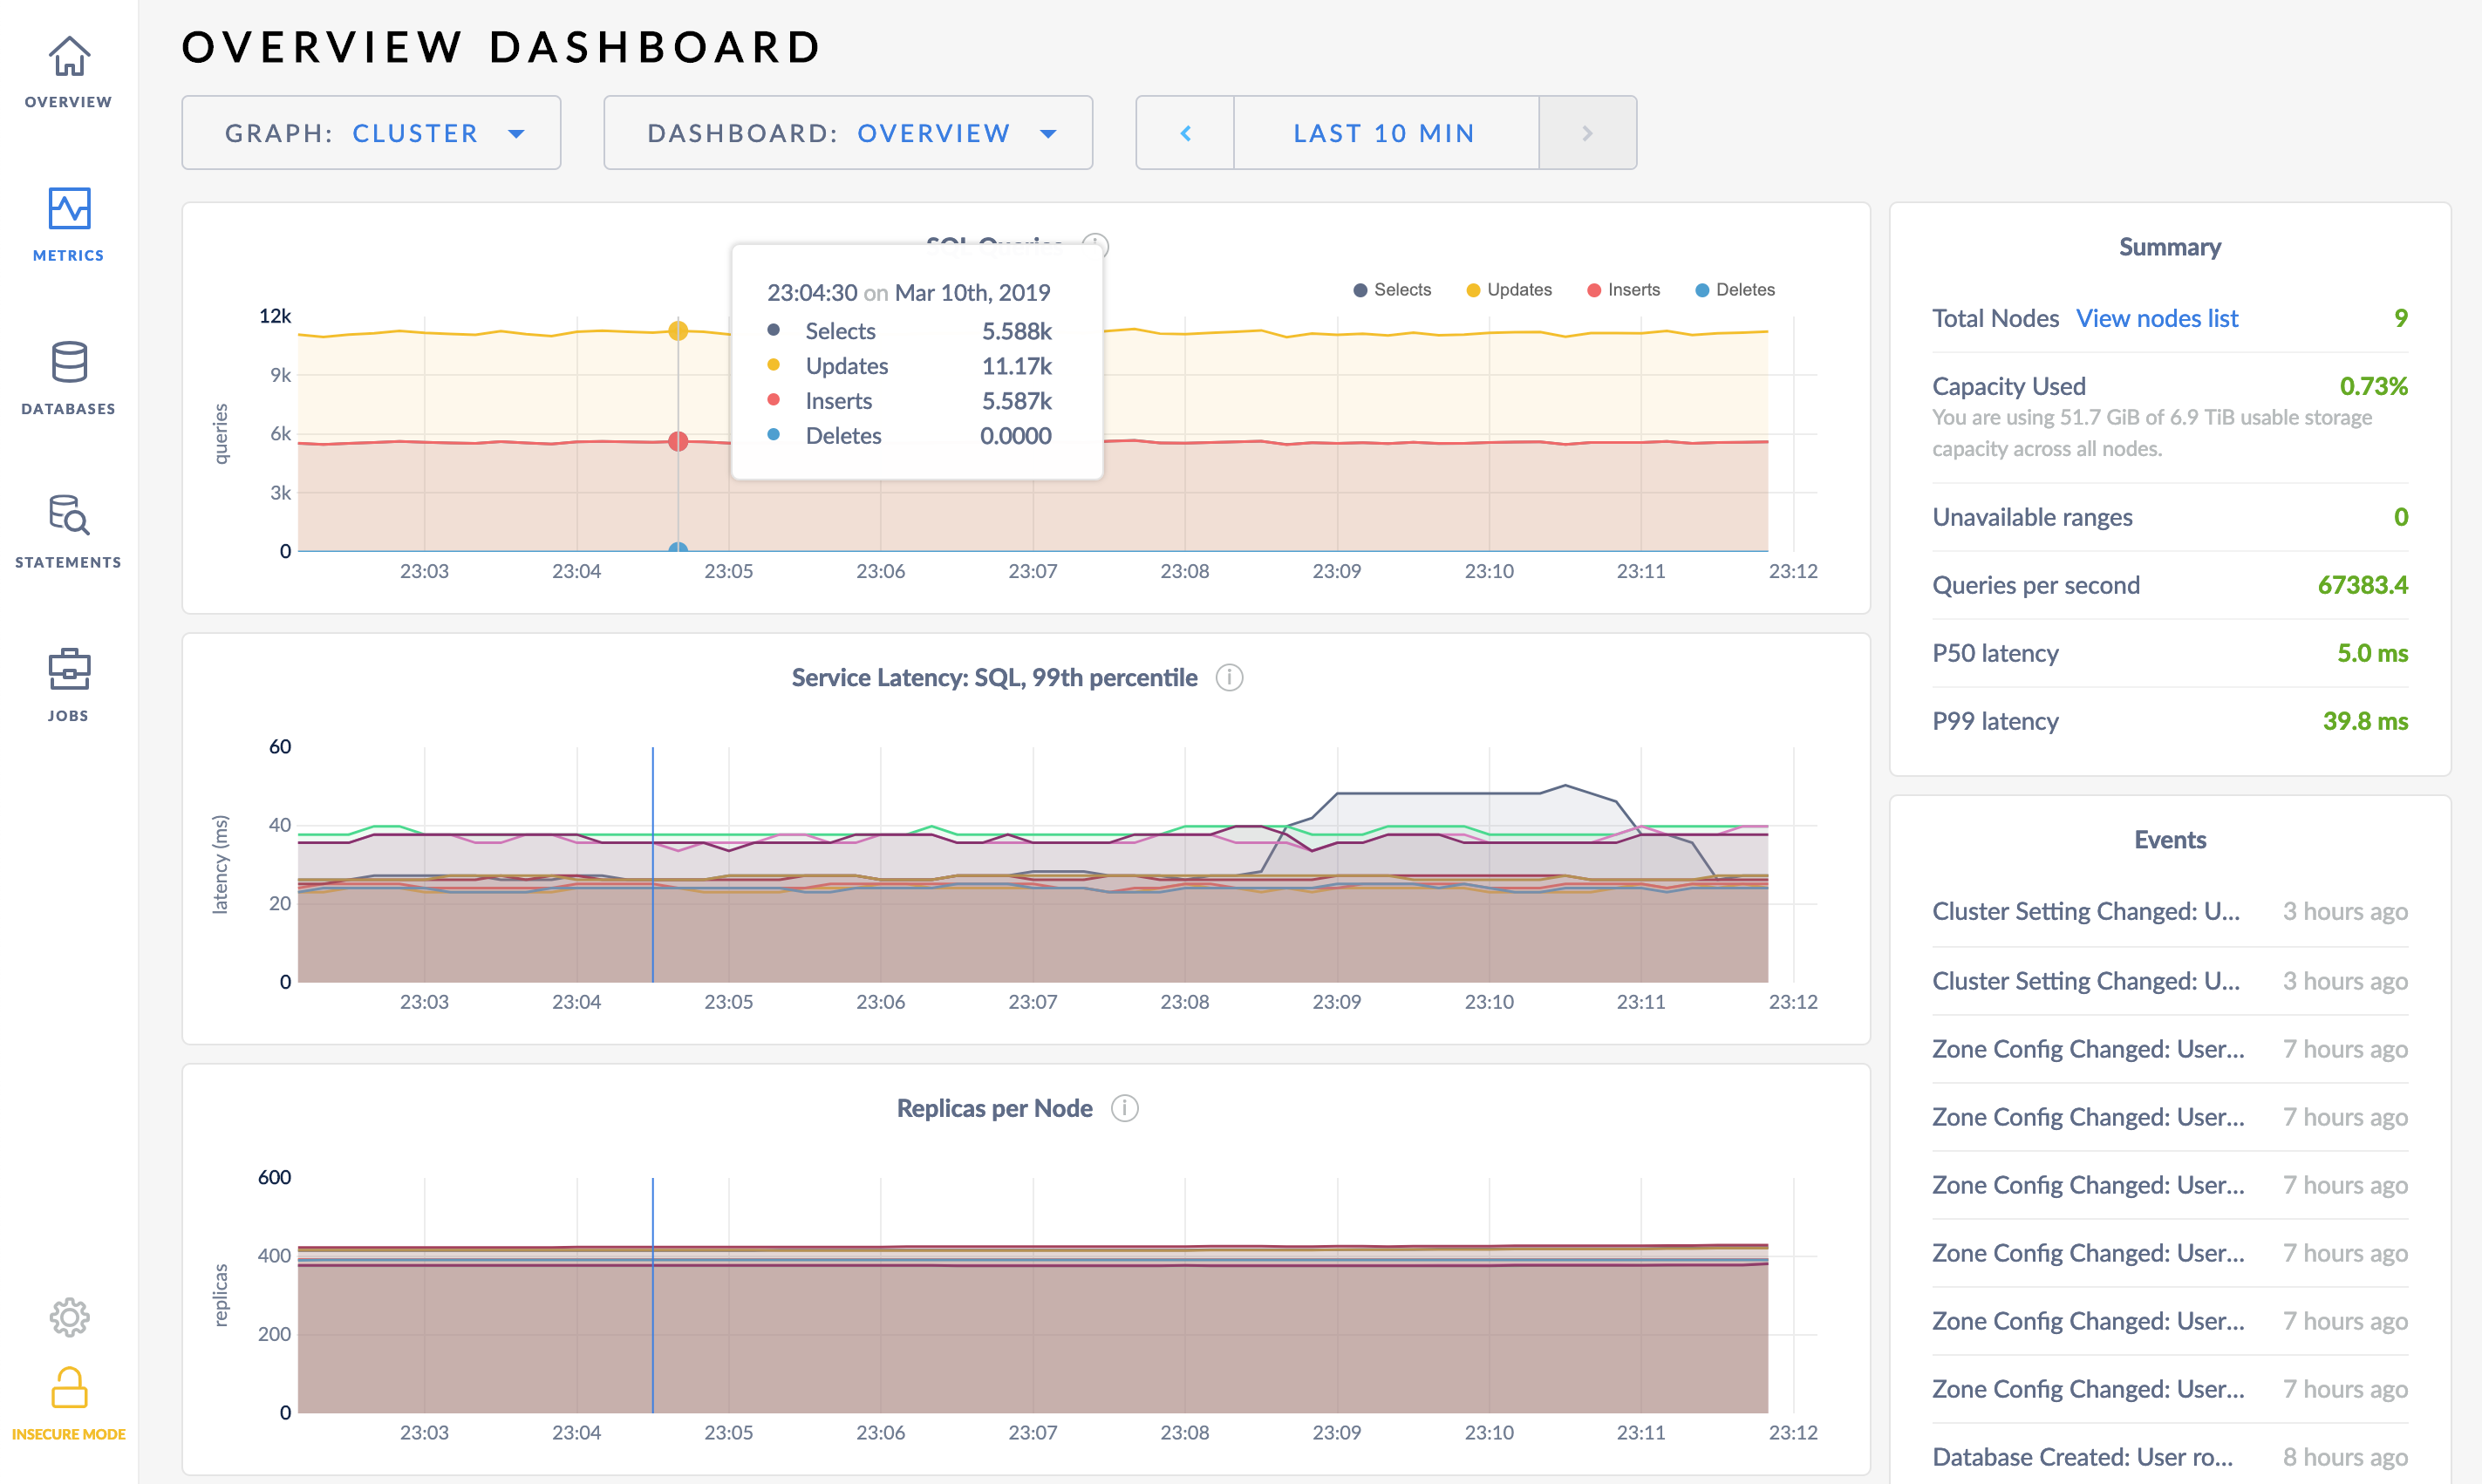 OVERVIEW
METRICS
DATABASES
STATEMENTS
JOBS
INSECURE MODE
OVERVIEW DASHBOARD
GRAPH: CLUSTER
DASHBOARD: OVERVIEW
LAST 10 MIN
SQL Queries
Selects Updates Inserts Deletes
23:04:30 on Mar 10th, 2019
Selects 5.588k
Updates 11.17k
Inserts 5.587k
Deletes 0.0000
queries
12k
9k
6k
3k
0
23:03 23:04 23:05 23:06 23:07 23:08 23:09 23:10 23:11 23:12
Service Latency: SQL, 99th percentile
latency (ms)
60
40
20
0
23:03 23:04 23:05 23:06 23:07 23:08 23:09 23:10 23:11 23:12
Replicas per Node
replicas
600
400
200
0
23:03 23:04 23:05 23:06 23:07 23:08 23:09 23:10 23:11 23:12
Summary
Total Nodes View nodes list 9
Capacity Used 0.73%
You are using 51.7 GiB of 6.9 TiB usable storage
capacity across all nodes.
Unavailable ranges 0
Queries per second 67383.4
P50 latency 5.0 ms
P99 latency 39.8 ms
Events
Cluster Setting Changed: U... 3 hours ago
Cluster Setting Changed: U... 3 hours ago
Zone Config Changed: User... 7 hours ago
Zone Config Changed: User... 7 hours ago
Zone Config Changed: User... 7 hours ago
Zone Config Changed: User... 7 hours ago
Zone Config Changed: User... 7 hours ago
Zone Config Changed: User... 7 hours ago
Database Created: User ro... 8 hours ago